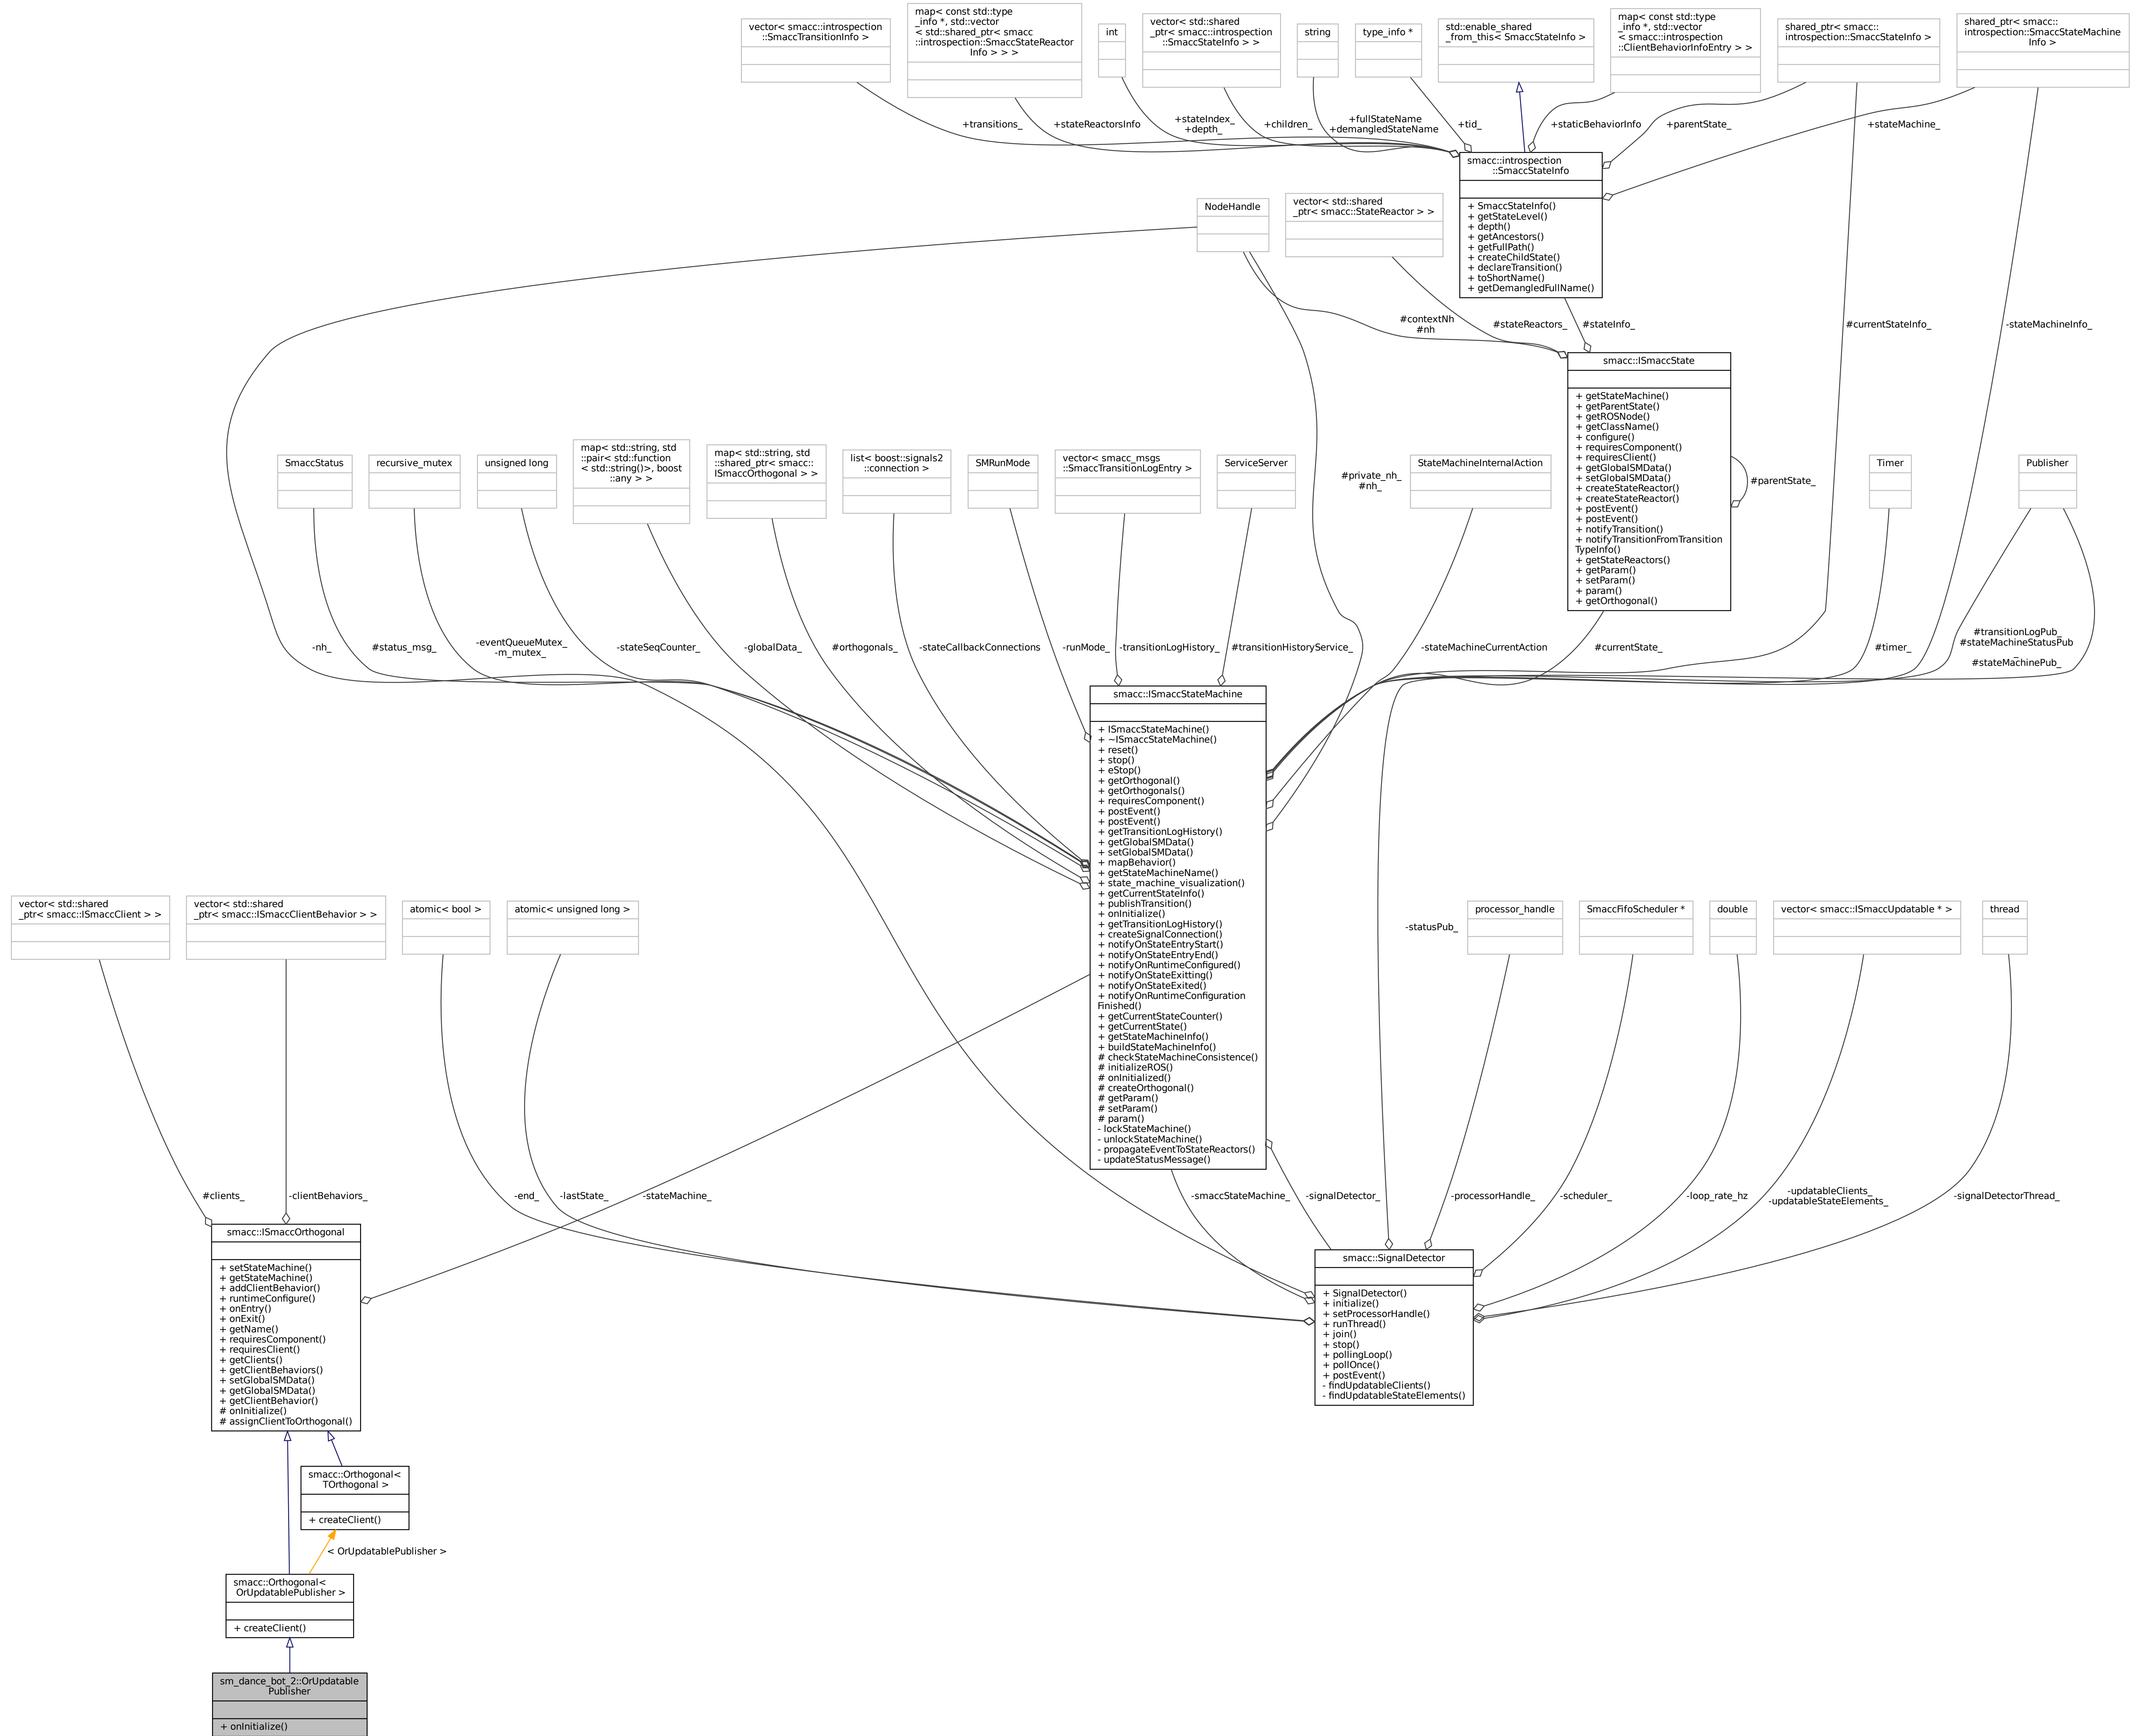 vector< smacc::introspection
::SmaccTransitionInfo >
map< const std::type
_info *, std::vector
< std::shared_ptr< smacc
::introspection::SmaccStateReactor
Info > > >
int
vector< std::shared
_ptr< smacc::introspection
::SmaccStateInfo > >
string
type_info *
std::enable_shared
_from_this< SmaccStateInfo >
map< const std::type
_info *, std::vector
< smacc::introspection
::ClientBehaviorInfoEntry > >
shared_ptr< smacc::
introspection::SmaccStateInfo >
shared_ptr< smacc::
introspection::SmaccStateMachine
Info >
+transitions_
+stateReactorsInfo
+stateIndex_
+depth_
+children_
+fullStateName
+demangledStateName
+tid_
+staticBehaviorInfo
+parentState_
+stateMachine_
smacc::introspection
::SmaccStateInfo
+ SmaccStateInfo()
+ getStateLevel()
+ depth()
+ getAncestors()
+ getFullPath()
+ createChildState()
+ declareTransition()
+ toShortName()
+ getDemangledFullName()
NodeHandle
vector< std::shared
_ptr< smacc::StateReactor > >
#contextNh
#nh
#stateReactors_
#stateInfo_
#currentStateInfo_
-stateMachineInfo_
smacc::ISmaccState
+ getStateMachine()
+ getParentState()
+ getROSNode()
+ getClassName()
+ configure()
+ requiresComponent()
+ requiresClient()
+ getGlobalSMData()
+ setGlobalSMData()
+ createStateReactor()
+ createStateReactor()
+ postEvent()
+ postEvent()
+ notifyTransition()
+ notifyTransitionFromTransition
TypeInfo()
+ getStateReactors()
+ getParam()
+ setParam()
+ param()
+ getOrthogonal()
#parentState_
SmaccStatus
recursive_mutex
unsigned long
map< std::string, std
::pair< std::function
< std::string()>, boost
::any > >
map< std::string, std
::shared_ptr< smacc::
ISmaccOrthogonal > >
list< boost::signals2
::connection >
SMRunMode
vector< smacc_msgs
::SmaccTransitionLogEntry >
ServiceServer
#private_nh_
#nh_
StateMachineInternalAction
Timer
Publisher
-nh_
#status_msg_
-eventQueueMutex_
-m_mutex_
-stateSeqCounter_
-globalData_
#orthogonals_
-stateCallbackConnections
-runMode_
-transitionLogHistory_
#transitionHistoryService_
-stateMachineCurrentAction
#currentState_
#timer_
#transitionLogPub_
#stateMachineStatusPub
_
#stateMachinePub_
smacc::ISmaccStateMachine
+ ISmaccStateMachine()
+ ~ISmaccStateMachine()
+ reset()
+ stop()
+ eStop()
+ getOrthogonal()
+ getOrthogonals()
+ requiresComponent()
+ postEvent()
+ postEvent()
+ getTransitionLogHistory()
+ getGlobalSMData()
+ setGlobalSMData()
+ mapBehavior()
+ getStateMachineName()
+ state_machine_visualization()
+ getCurrentStateInfo()
+ publishTransition()
+ onInitialize()
+ getTransitionLogHistory()
+ createSignalConnection()
+ notifyOnStateEntryStart()
+ notifyOnStateEntryEnd()
+ notifyOnRuntimeConfigured()
+ notifyOnStateExitting()
+ notifyOnStateExited()
+ notifyOnRuntimeConfiguration
Finished()
+ getCurrentStateCounter()
+ getCurrentState()
+ getStateMachineInfo()
+ buildStateMachineInfo()
# checkStateMachineConsistence()
# initializeROS()
# onInitialized()
# createOrthogonal()
# getParam()
# setParam()
# param()
- lockStateMachine()
- unlockStateMachine()
- propagateEventToStateReactors()
- updateStatusMessage()
vector< std::shared
_ptr< smacc::ISmaccClient > >
vector< std::shared
_ptr< smacc::ISmaccClientBehavior > >
atomic< bool >
atomic< unsigned long >
-statusPub_
processor_handle
SmaccFifoScheduler *
double
vector< smacc::ISmaccUpdatable * >
thread
#clients_
-clientBehaviors_
-end_
-lastState_
-stateMachine_
-smaccStateMachine_
-signalDetector_
-processorHandle_
-scheduler_
-loop_rate_hz
-updatableClients_
-updatableStateElements_
-signalDetectorThread_
smacc::ISmaccOrthogonal
+ setStateMachine()
+ getStateMachine()
+ addClientBehavior()
+ runtimeConfigure()
+ onEntry()
+ onExit()
+ getName()
+ requiresComponent()
+ requiresClient()
+ getClients()
+ getClientBehaviors()
+ setGlobalSMData()
+ getGlobalSMData()
+ getClientBehavior()
# onInitialize()
# assignClientToOrthogonal()
smacc::SignalDetector
+ SignalDetector()
+ initialize()
+ setProcessorHandle()
+ runThread()
+ join()
+ stop()
+ pollingLoop()
+ pollOnce()
+ postEvent()
- findUpdatableClients()
- findUpdatableStateElements()
smacc::Orthogonal<
TOrthogonal >
+ createClient()
< OrUpdatablePublisher >
smacc::Orthogonal<
OrUpdatablePublisher >
+ createClient()
sm_dance_bot_2::OrUpdatable
Publisher
+ onInitialize()